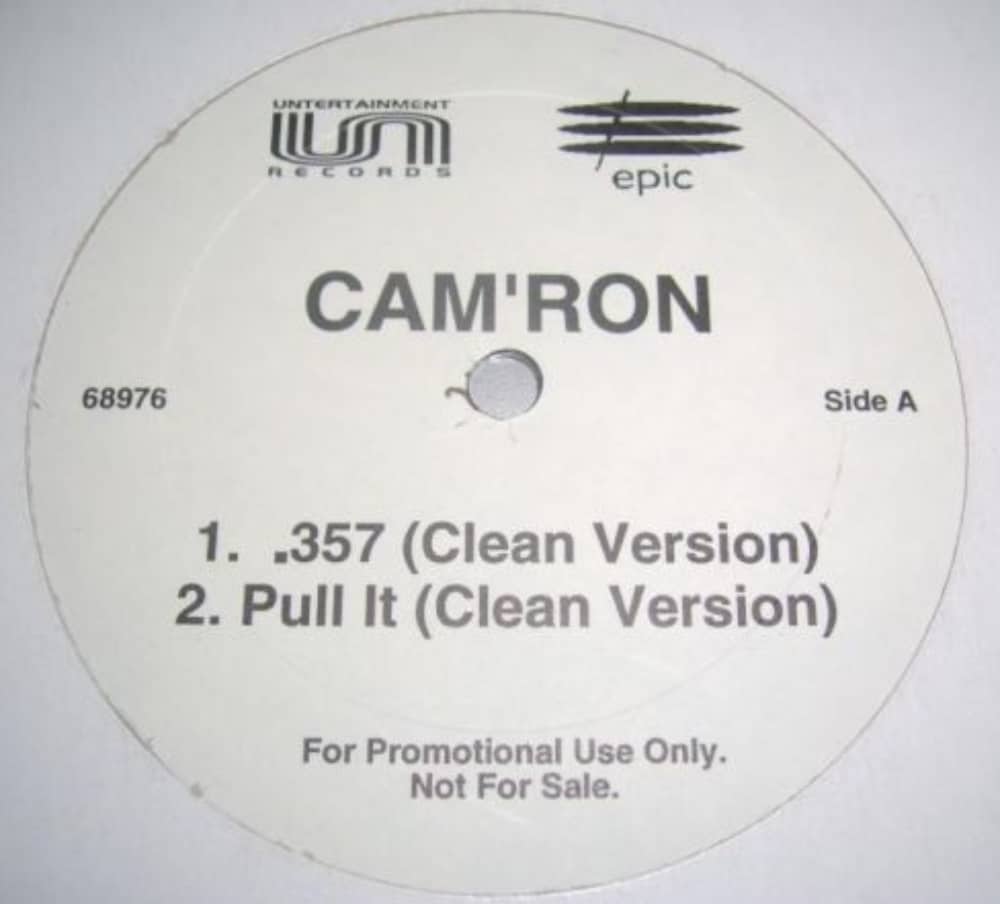 UNTERTAINMENT
un
RECORDS
epic
CAM'RON
68976
Side A
1. .357 (Clean Version)
2. Pull It (Clean Version)
For Promotional Use Only.
Not For Sale.